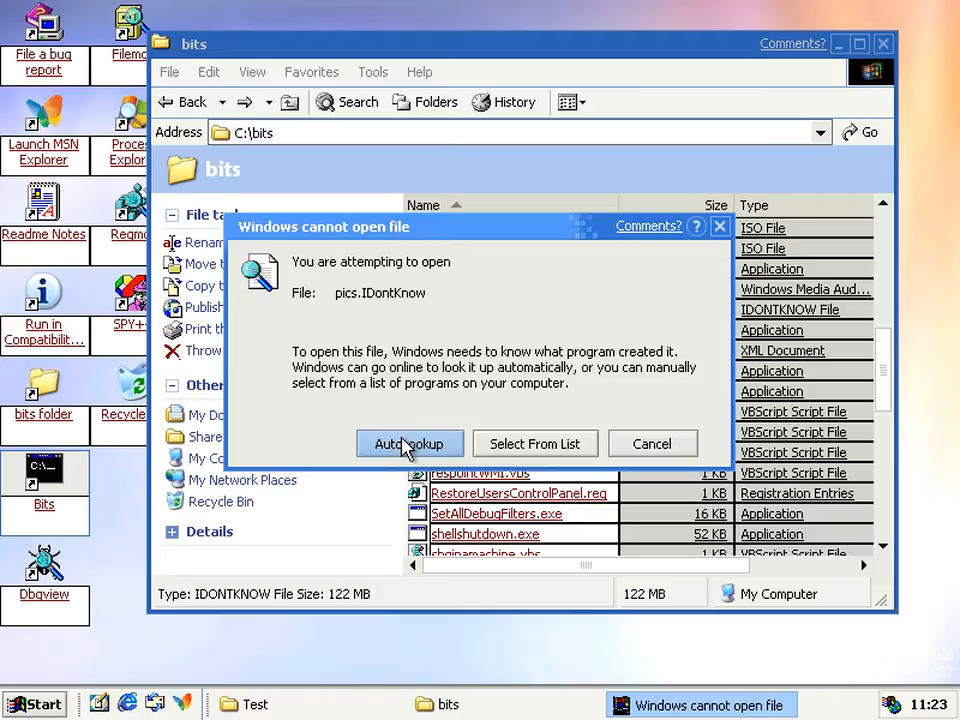 File a bug
report
Filemo
Launch MSN
Explorer
Proce
Explor
Readme Notes
Regmo
Run in
Compatibilit...
SPY+
bits folder
Recycle
C:\...
Bits
Dbgview
bits
Comments?
File Edit View Favorites Tools Help
Back Search Folders History
Address C:\bits Go
bits
Name Size Type
File ta
Renam
Move t
Copy t
Publish
Print th
Throw
Other
My Do
Share
My Co
My Network Places
Recycle Bin
Details
ISO File
ISO File
Application
Windows Media Aud...
IDONTKNOW File
Application
XML Document
Application
Application
VBScript Script File
VBScript Script File
VBScript Script File
VBScript Script File
1 KB
RestoreUsersControlPanel.reg 1 KB Registration Entries
SetAllDebugFilters.exe 16 KB Application
shellshutdown.exe 52 KB Application
1 KB VBScript Script File
Windows cannot open file Comments?
You are attempting to open
File: pics.IDontKnow
To open this file, Windows needs to know what program created it.
Windows can go online to look it up automatically, or you can manually
select from a list of programs on your computer.
Auto Lookup Select From List Cancel
Type: IDONTKNOW File Size: 122 MB 122 MB My Computer
Start Test bits Windows cannot open file 11:23